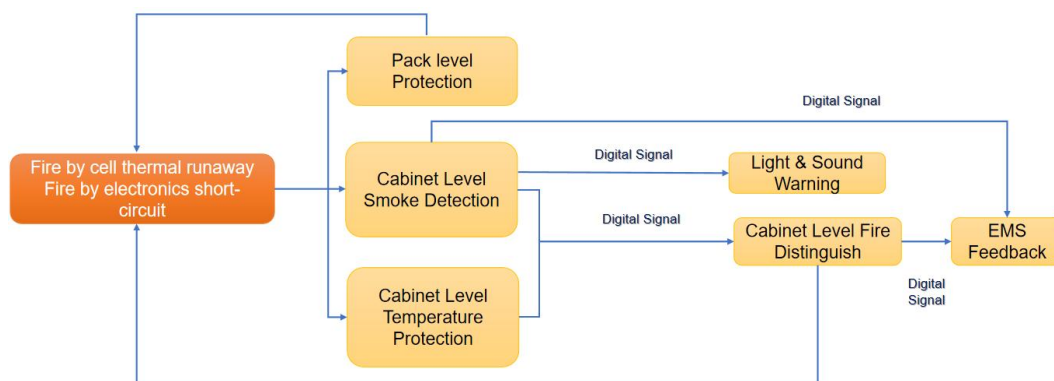 Pack level
Protection
Digital Signal
Fire by cell thermal runaway
Fire by electronics short-
circuit
Cabinet Level
Smoke Detection
Digital Signal
Light & Sound
Warning
Digital Signal
Cabinet Level Fire
Distinguish
EMS
Feedback
Digital
Signal
Cabinet Level
Temperature
Protection